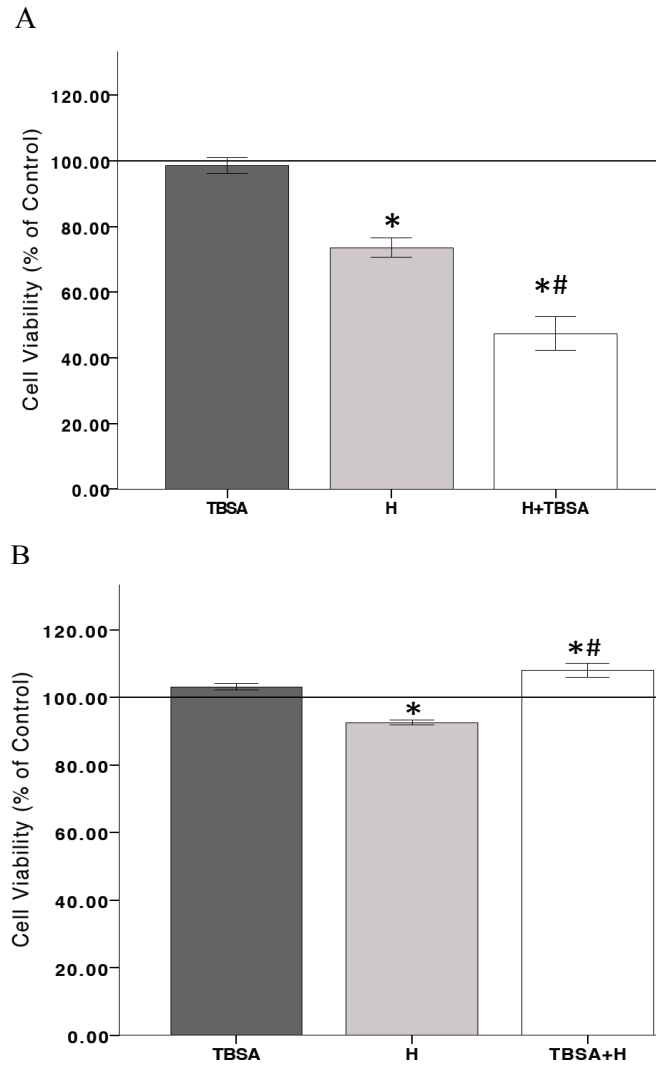 A
Cell Viability (% of Control)
120.00
100.00
80.00
60.00
40.00
20.00
0.00
*
*#
TBSA
H
H+TBSA
B
Cell Viability (% of Control)
120.00
100.00
80.00
60.00
40.00
20.00
0.00
*
*#
TBSA
H
TBSA+H